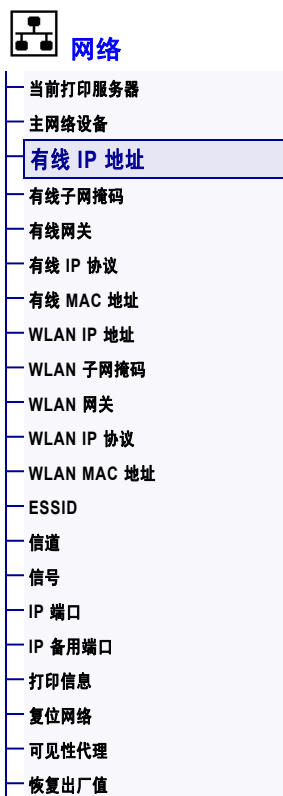 网络
当前打印服务器
主网络设备
有线 IP 地址
有线子网掩码
有线网关
有线 IP 协议
有线 MAC 地址
WLAN IP 地址
WLAN 子网掩码
WLAN 网关
WLAN IP 协议
WLAN MAC 地址
ESSID
信道
信号
IP 端口
IP 备用端口
打印信息
复位网络
可见性代理
恢复出厂值